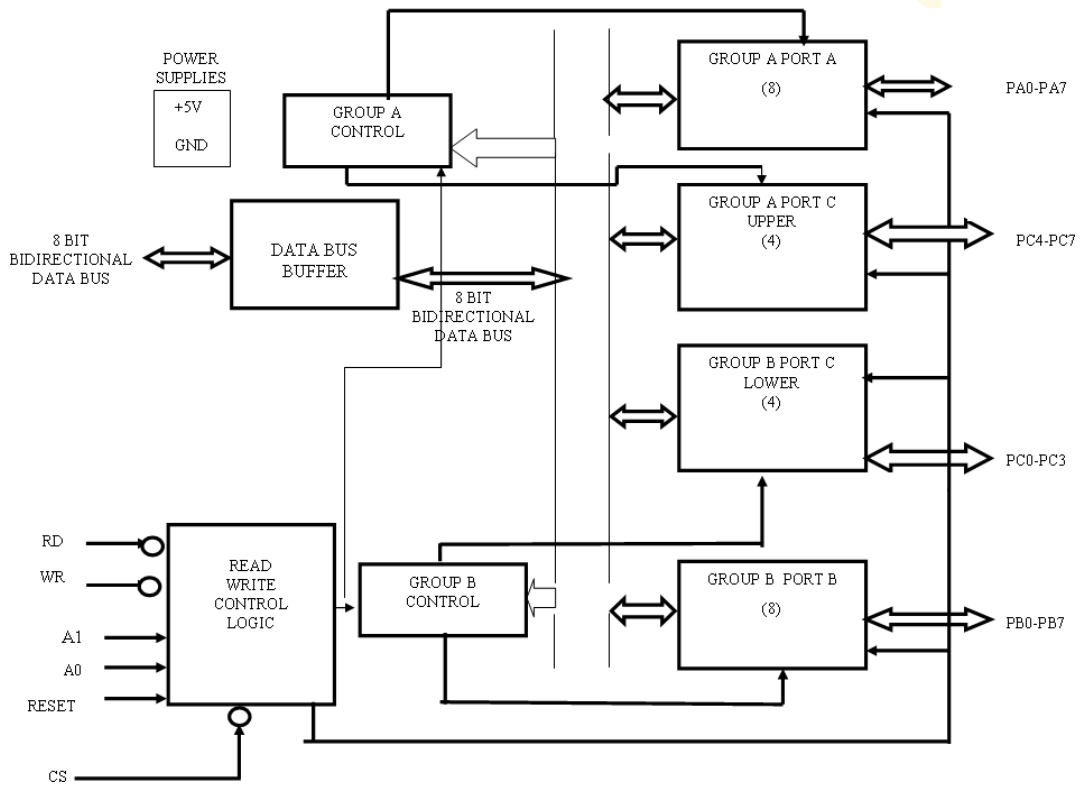 POWER
SUPPLIES
+5V
GND
GROUP A
CONTROL
GROUP A PORT A
(8)
PA0-PA7
GROUP A PORT C
UPPER
(4)
PC4-PC7
8 BIT
BIDIRECTIONAL
DATA BUS
DATA BUS
BUFFER
8 BIT
BIDIRECTIONAL
DATA BUS
GROUP B PORT C
LOWER
(4)
PC0-PC3
RD
WR
A1
A0
RESET
CS
READ
WRITE
CONTROL
LOGIC
GROUP B
CONTROL
GROUP B PORT B
(8)
PB0-PB7